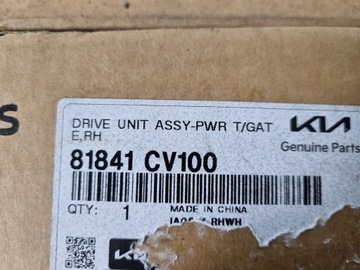 DRIVE UNIT ASSY-PWR T/GAT
E,RH
KIA
Genuine Parts
81841 CV100
QTY: 1
MADE IN CHINA